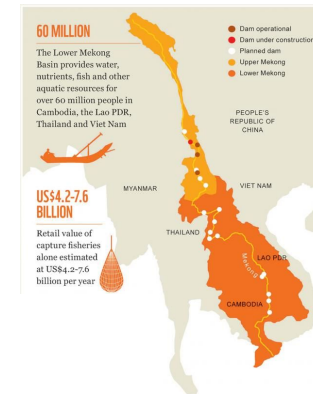 60 MILLION
The Lower Mekong
Basin provides water,
nutrients, fish and other
aquatic resources for
over 60 million people in
Cambodia, the Lao PDR,
Thailand and Viet Nam
US$4.2-7.6
BILLION
Retail value of
capture fisheries
alone estimated
at US$4.2-7.6
billion per year
Dam operational
Dam under construction
Planned dam
Upper Mekong
Lower Mekong
PEOPLE'S
REPUBLIC OF
CHINA
MYANMAR
VIET NAM
THAILAND
LAO PDR
Mekong
CAMBODIA